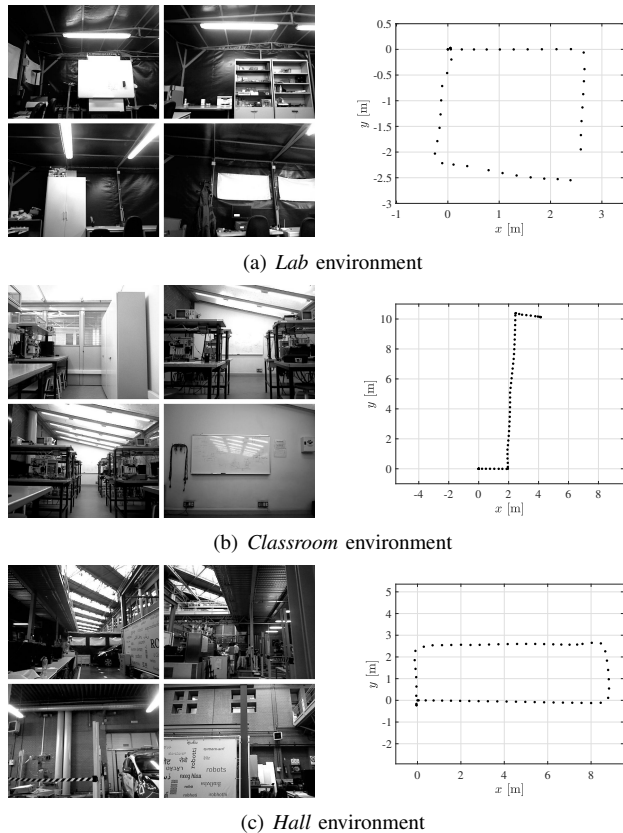 0.5
0
-0.5
-1
-1.5
-2
-2.5
-3
y [m]
-1 0 1 2 3
x [m]
(a) Lab environment
10
8
6
4
2
0
y [m]
-4 -2 0 2 4 6 8
x [m]
(b) Classroom environment
RO
robots
robots
5
4
3
2
1
0
-1
-2
y [m]
0 2 4 6 8
x [m]
(c) Hall environment